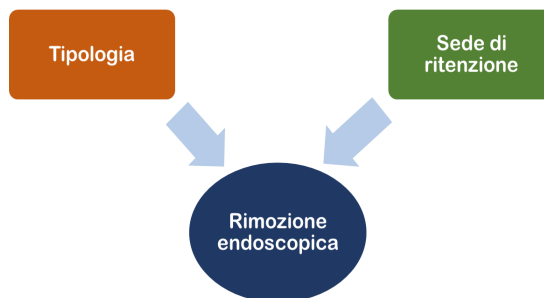 Tipologia
Sede di
ritenzione
Rimozione
endoscopica